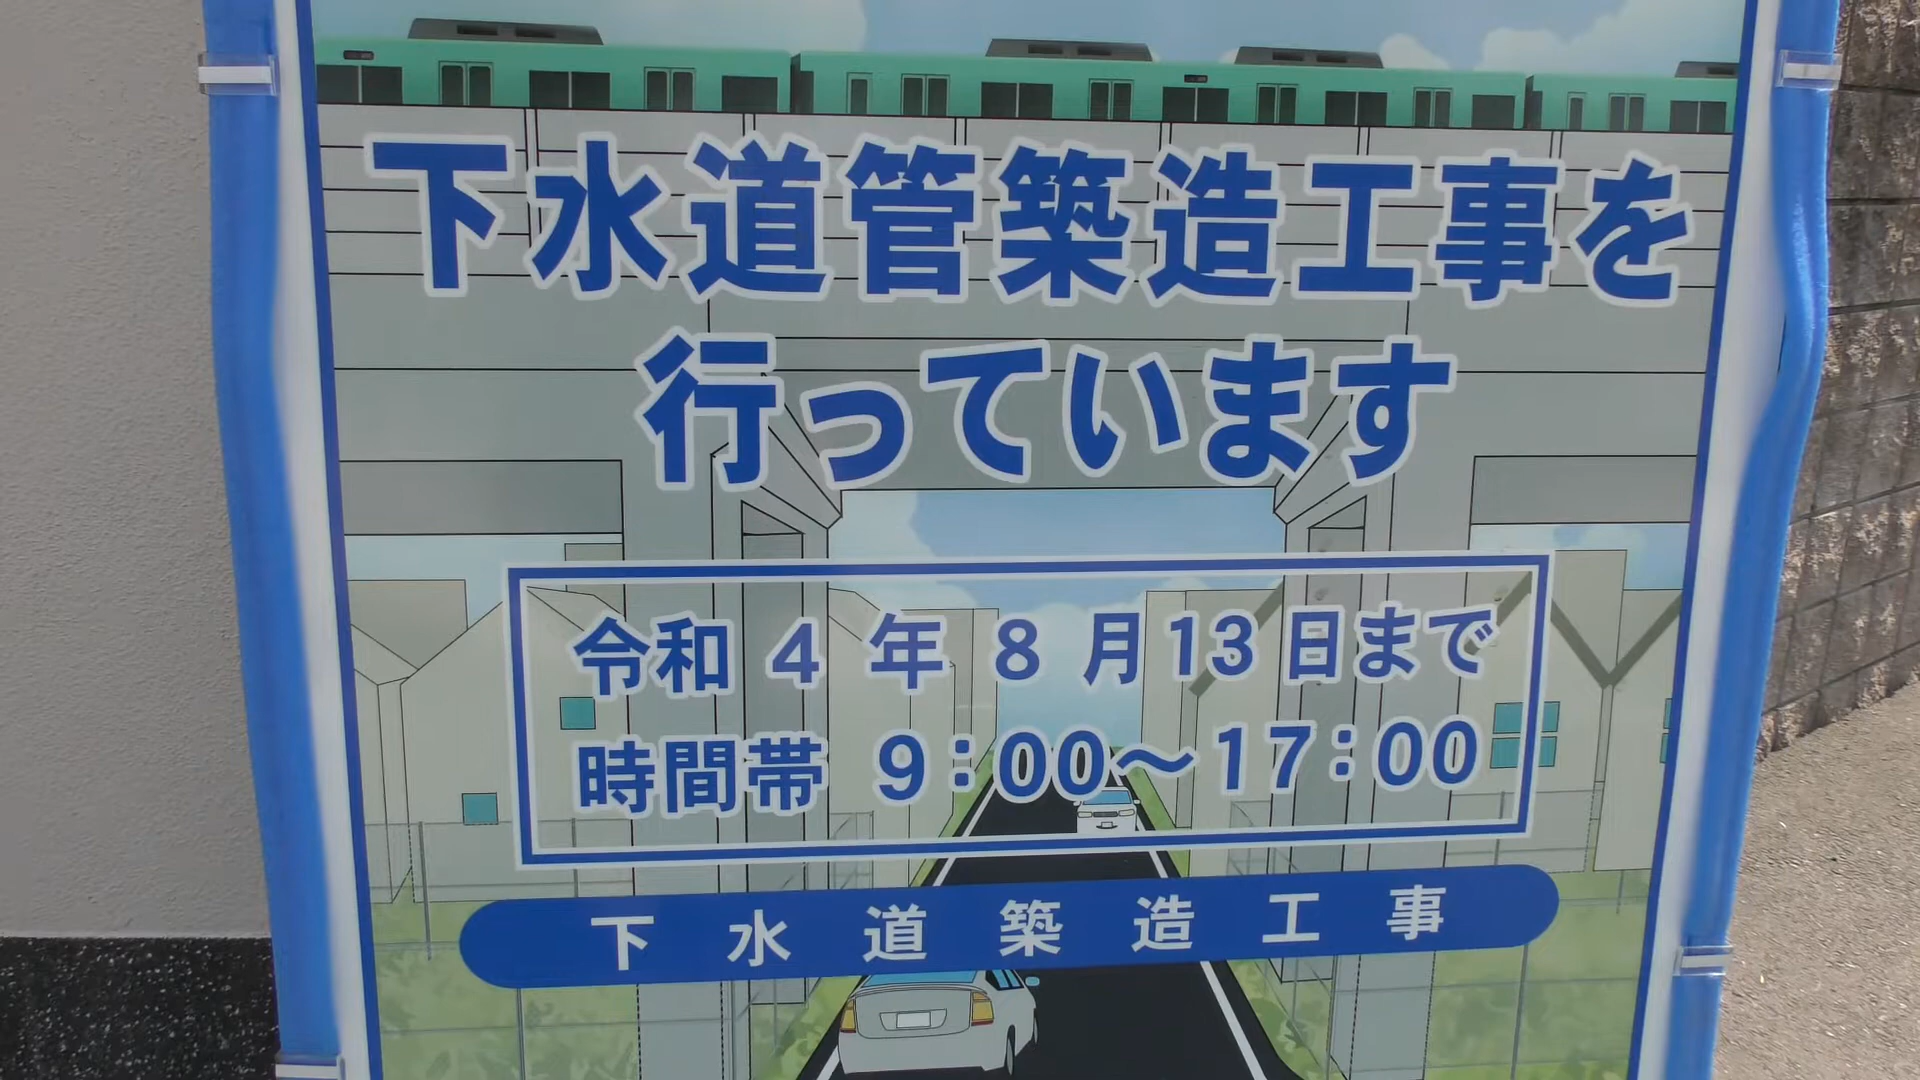 下水道管築造工事を
行っています
令和 4 年 8 月13日まで
時間帯 9:00～17:00
下水道築造工事